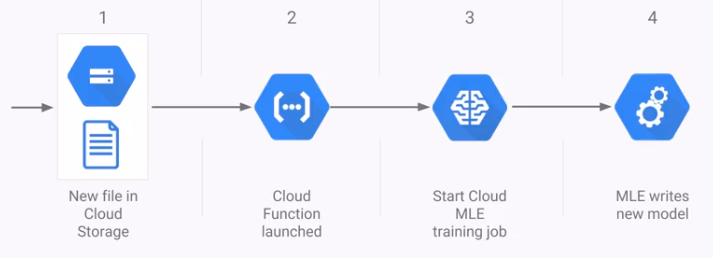 1
2
3
4
New file in
Cloud
Storage
Cloud
Function
launched
Start Cloud
MLE
training job
MLE writes
new model